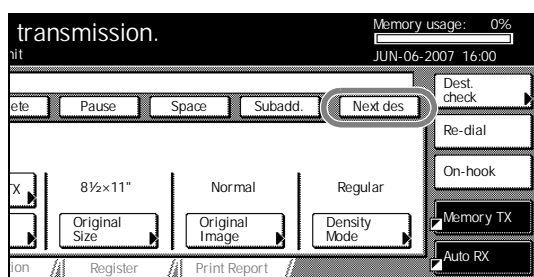 transmission. Memory usage: 0%
nit JUN-06-2007 16:00
ete Pause Space Subadd. Next des
Dest.
check
Re-dial
On-hook
TX 8½×11" Normal Regular
Original
Size
Original
Image
Density
Mode
Memory TX
Auto RX
ion Register Print Report